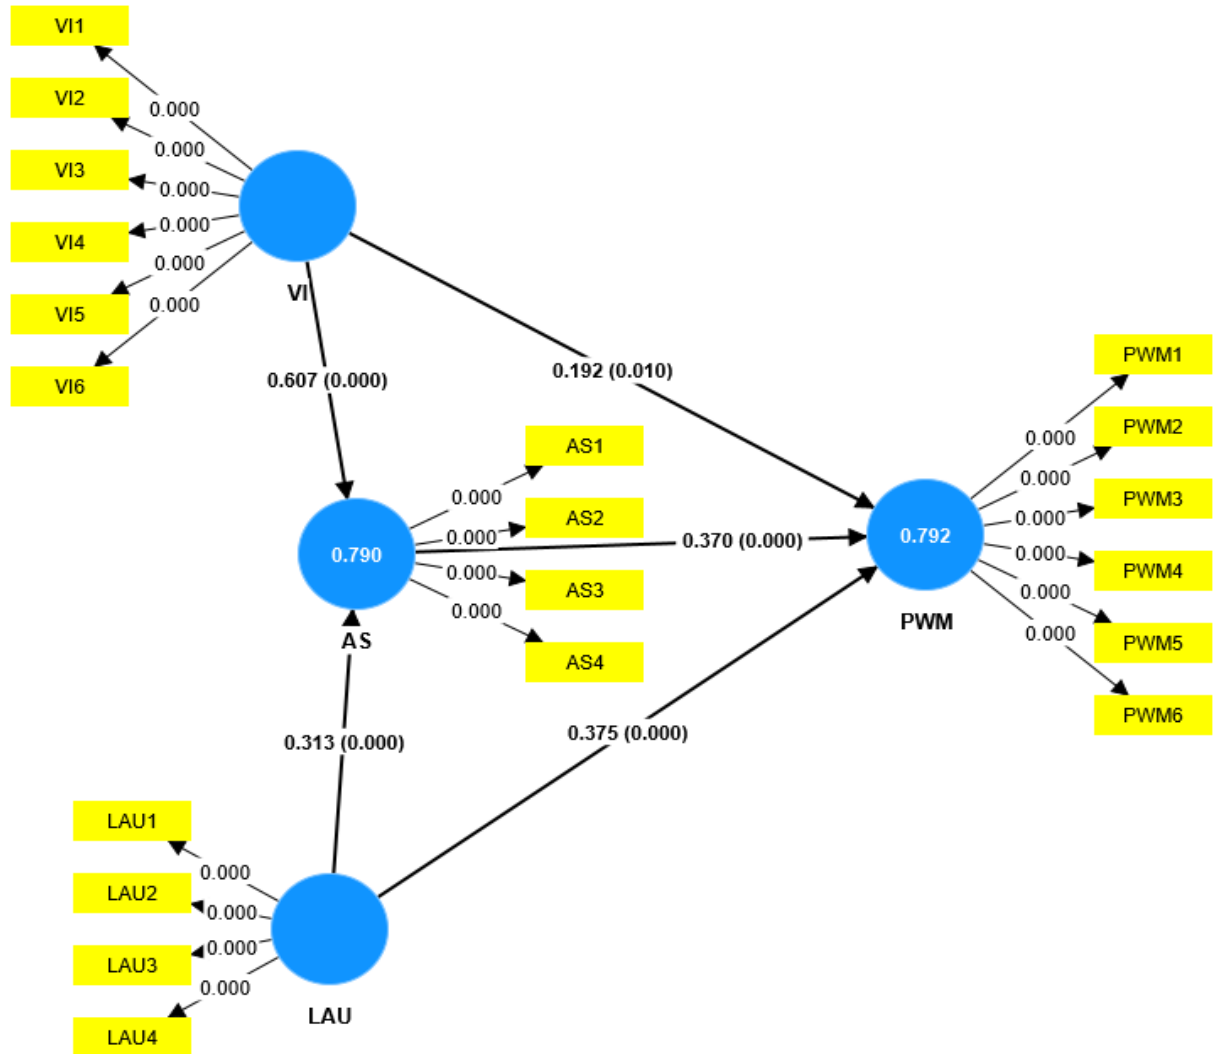 VI1
VI2
VI3
VI4
VI5
VI6
0.000
0.000
0.000
0.000
0.000
0.000
VI
0.607 (0.000)
0.192 (0.010)
AS1
AS2
AS3
AS4
0.000
0.000
0.000
0.000
0.790
AS
0.370 (0.000)
0.313 (0.000)
0.375 (0.000)
PWM1
PWM2
PWM3
PWM4
PWM5
PWM6
0.000
0.000
0.000
0.000
0.000
0.000
0.792
PWM
LAU1
LAU2
LAU3
LAU4
0.000
0.000
0.000
0.000
LAU